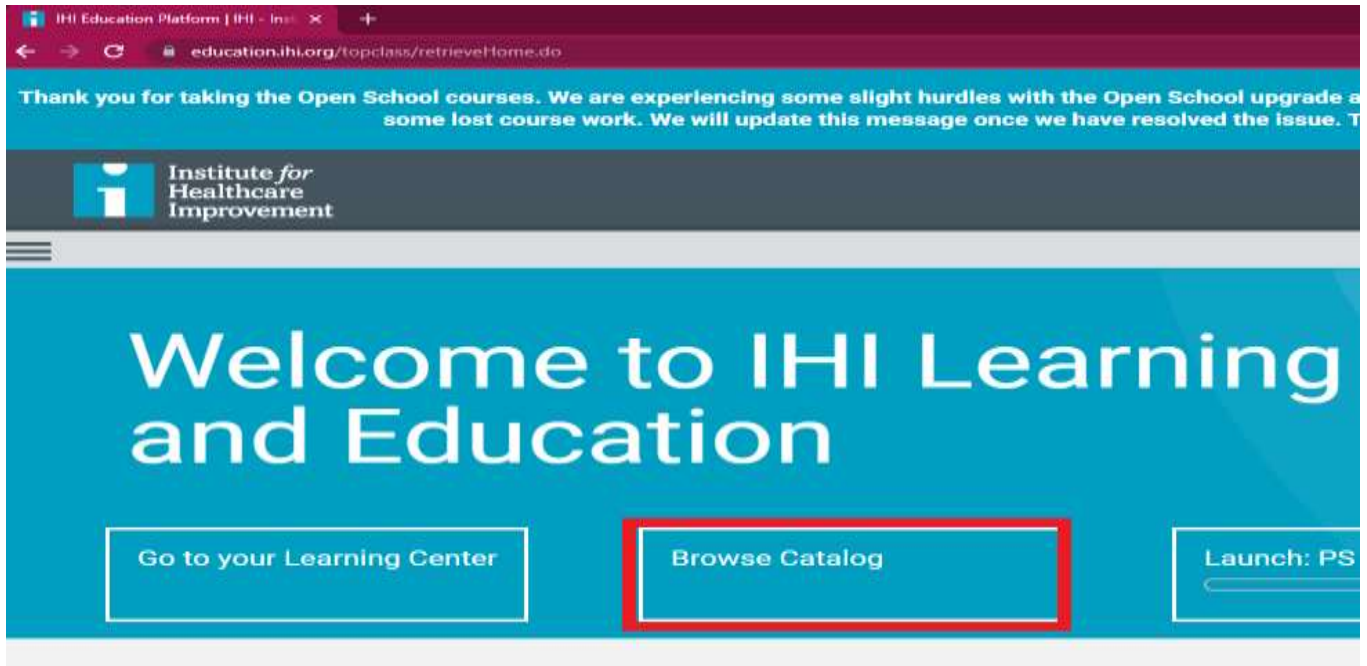 IHI Education Platform | IHI - Ins
education.ihi.org/topclass/retrieveHome.do
Thank you for taking the Open School courses. We are experiencing some slight hurdles with the Open School upgrade a
some lost course work. We will update this message once we have resolved the issue. T
Institute for
Healthcare
Improvement
Welcome to IHI Learning
and Education
Go to your Learning Center
Browse Catalog
Launch: PS